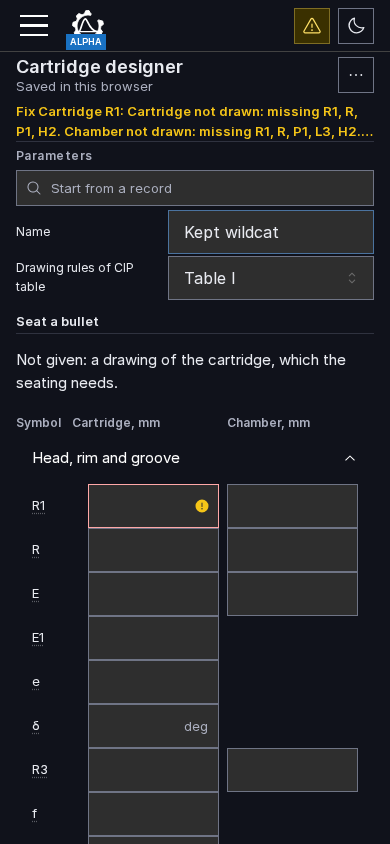 ALPHA
Cartridge designer
Saved in this browser
Fix Cartridge R1: Cartridge not drawn: missing R1, R,
P1, H2. Chamber not drawn: missing R1, R, P1, L3, H2.…
Parameters
Start from a record
Name
Kept wildcat
Drawing rules of CIP
table
Table I
Seat a bullet
Not given: a drawing of the cartridge, which the
seating needs.
Symbol Cartridge, mm Chamber, mm
Head, rim and groove
R1
R
E
E1
e
δ deg
R3
f